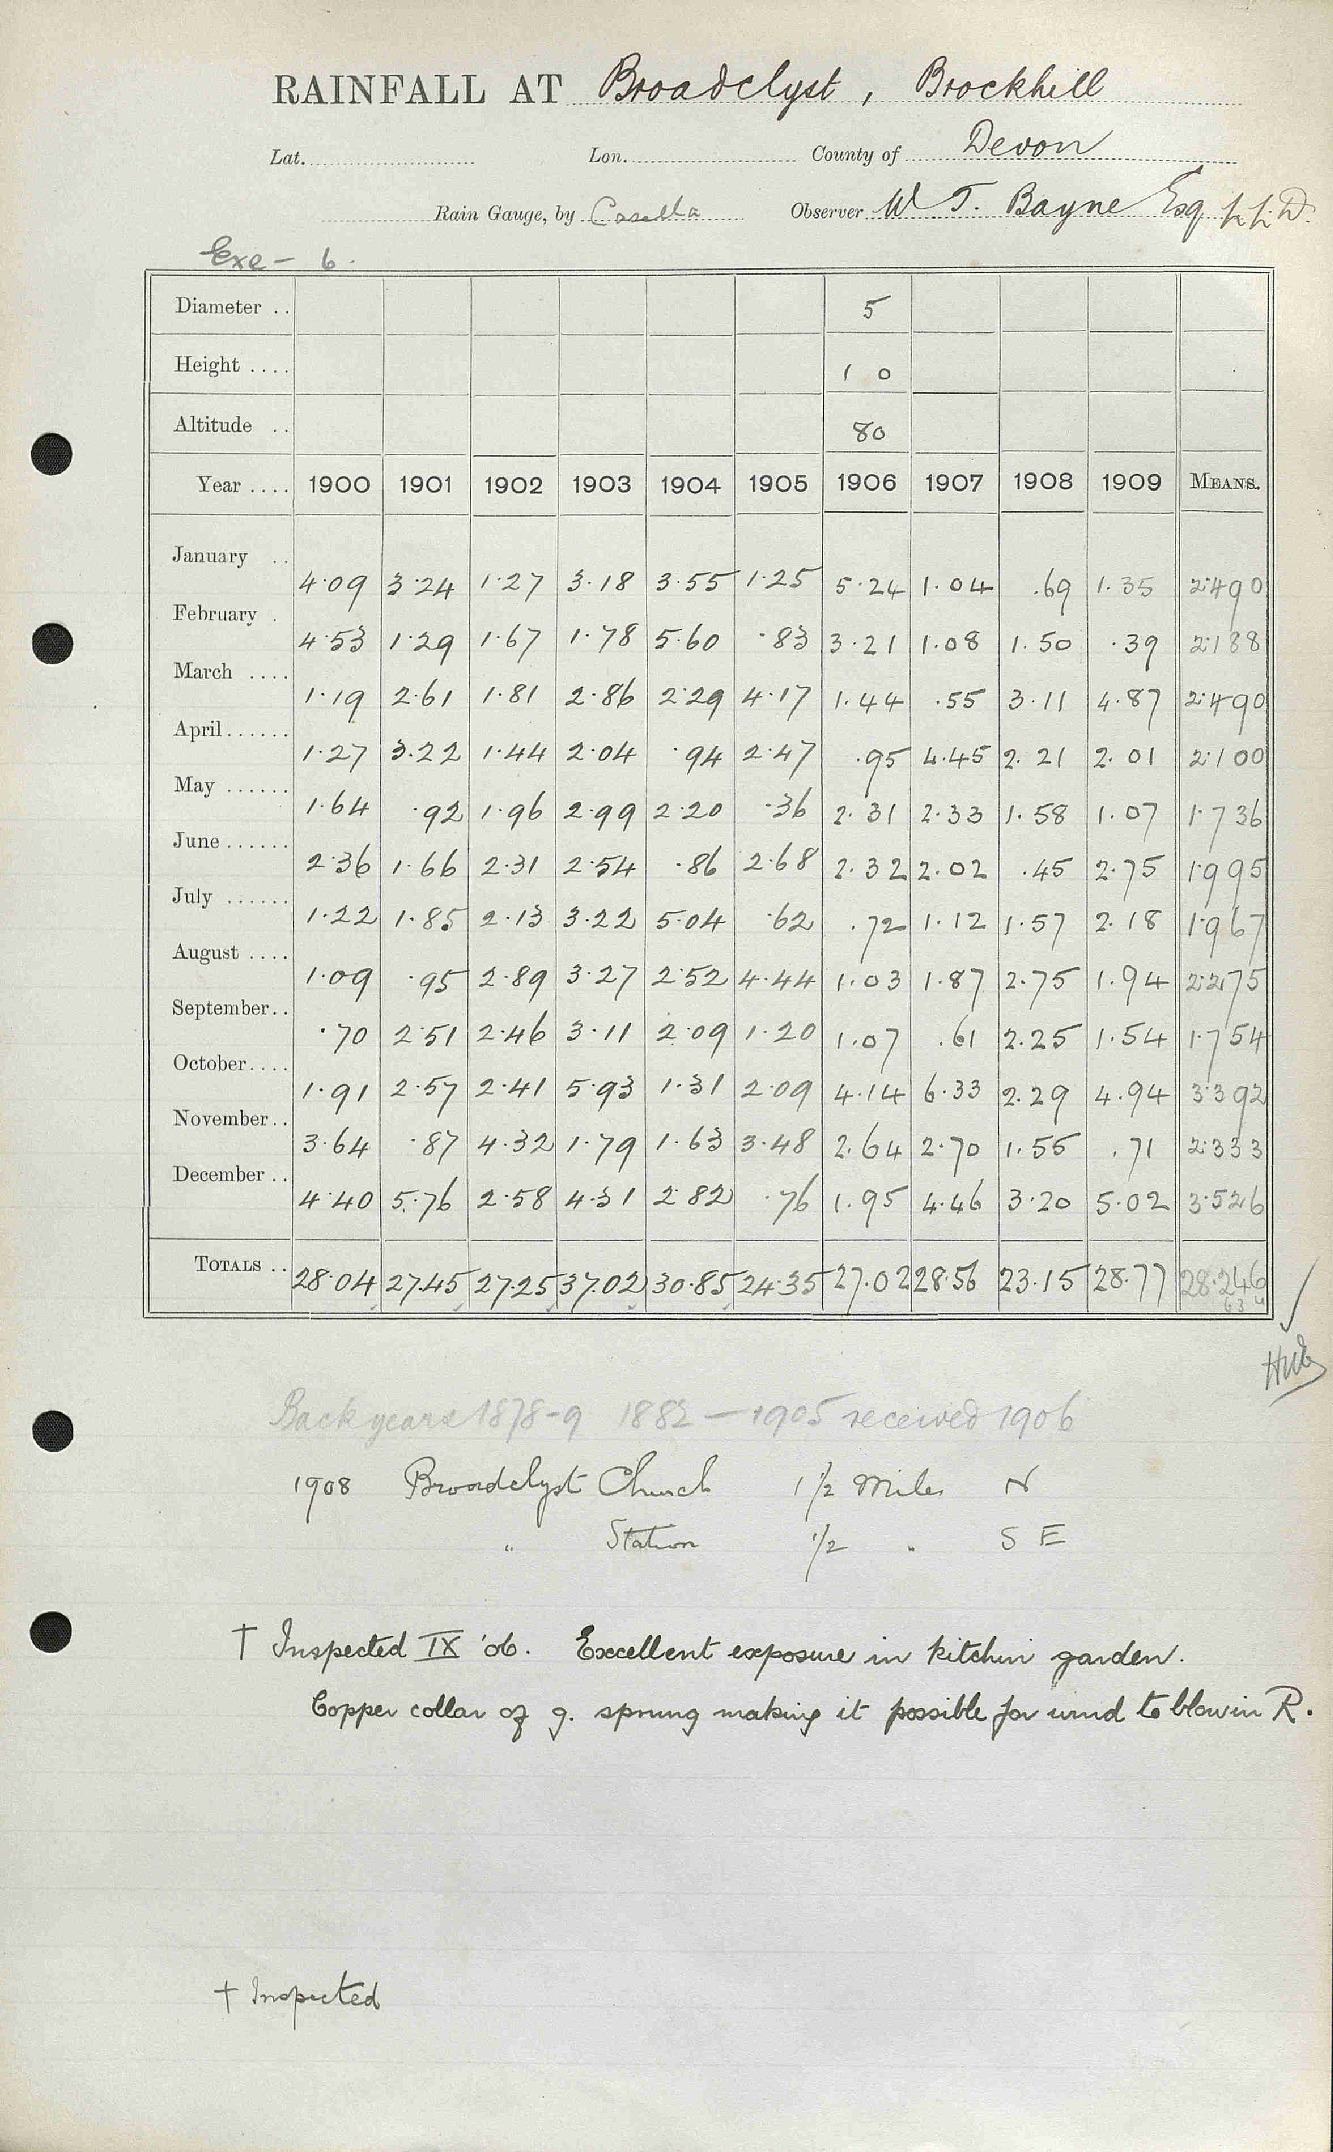 RAINFALL AT Broadclyst, Brockhill
Lat. Lon. County of Devon
Rain Gauge, by Casella Observer W T. Bayne Esq LL.D.
Exe - 6.
Diameter .. 5
Height .... 1 0
Altitude .. 80
Year .... 1900 1901 1902 1903 1904 1905 1906 1907 1908 1909 MEANS.
January .. 4.09 3.24 1.27 3.18 3.55 1.25 5.24 1.04 .69 1.35 2.490
February . 4.53 1.29 1.67 1.78 5.60 .83 3.21 1.08 1.50 .39 2.188
March .... 1.19 2.61 1.81 2.86 2.29 4.17 1.44 .55 3.11 4.87 2.490
April...... 1.27 3.22 1.44 2.04 .94 2.47 .95 4.45 2.21 2.01 2.100
May ...... 1.64 .92 1.96 2.99 2.20 .36 2.31 2.33 1.58 1.07 1.736
June...... 2.36 1.66 2.31 2.54 .86 2.68 2.32 2.02 .45 2.75 1.995
July ...... 1.22 1.85 2.13 3.22 5.04 .62 .72 1.12 1.57 2.18 1.967
August .... 1.09 .95 2.89 3.27 2.52 4.44 1.03 1.87 2.75 1.94 2.275
September.. .70 2.51 2.46 3.11 2.09 1.20 1.07 .61 2.25 1.54 1.754
October.... 1.91 2.57 2.41 5.93 1.31 2.09 4.14 6.33 2.29 4.94 3.392
November.. 3.64 .87 4.32 1.79 1.63 3.48 2.64 2.70 1.55 .71 2.333
December .. 4.40 5.76 2.58 4.31 2.82 .76 1.95 4.46 3.20 5.02 3.526
TOTALS .. 28.04 27.45 27.25 37.02 30.85 24.35 27.02 28.56 23.15 28.77 28.246
Back years 1878-9 1882 — 1905 received 1906
1908 Broadclyst Church 1 1/2 Miles N
" Station 1/2 " S E
† Inspected IX '06. Excellent exposure in kitchin garden.
Copper collar of g. sprung making it possible for wind to blow in R.
† Inspected